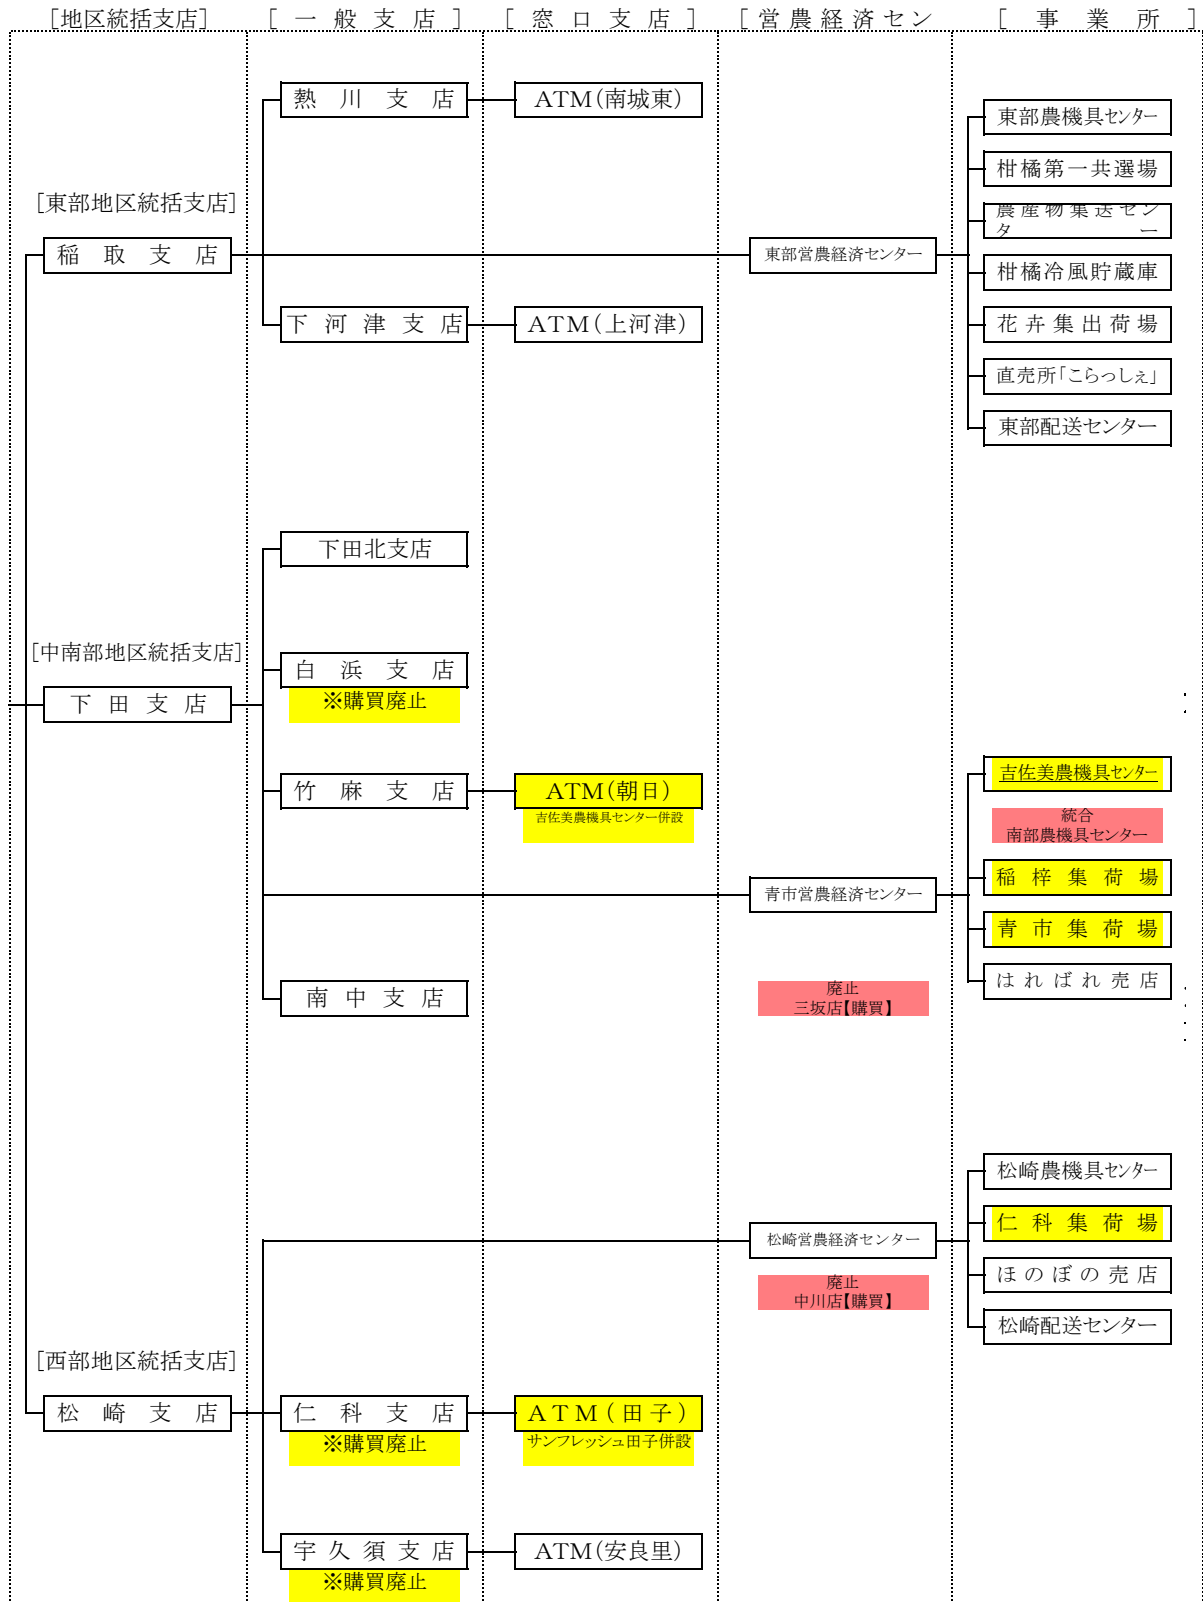 [地区統括支店] [一般支店] [窓口支店] [営農経済セン [事業所]
熱川支店 ATM(南城東)
東部農機具センター
柑橘第一共選場
[東部地区統括支店]
農産物集送セン
ター
稲取支店 東部営農経済センター
柑橘冷風貯蔵庫
下河津支店 ATM(上河津) 花卉集出荷場
直売所「こらっしぇ」
東部配送センター
下田北支店
[中南部地区統括支店]
白浜支店
※購買廃止
下田支店
吉佐美農機具センター
竹麻支店 ATM(朝日)
吉佐美農機具センター併設
統合
南部農機具センター
稲梓集荷場
青市営農経済センター
青市集荷場
はればれ売店
南中支店
廃止
三坂店【購買】
松崎農機具センター
仁科集荷場
松崎営農経済センター
ほのぼの売店
廃止
中川店【購買】
松崎配送センター
[西部地区統括支店]
松崎支店 仁科支店 ATM(田子)
※購買廃止 サンフレッシュ田子併設
宇久須支店 ATM(安良里)
※購買廃止